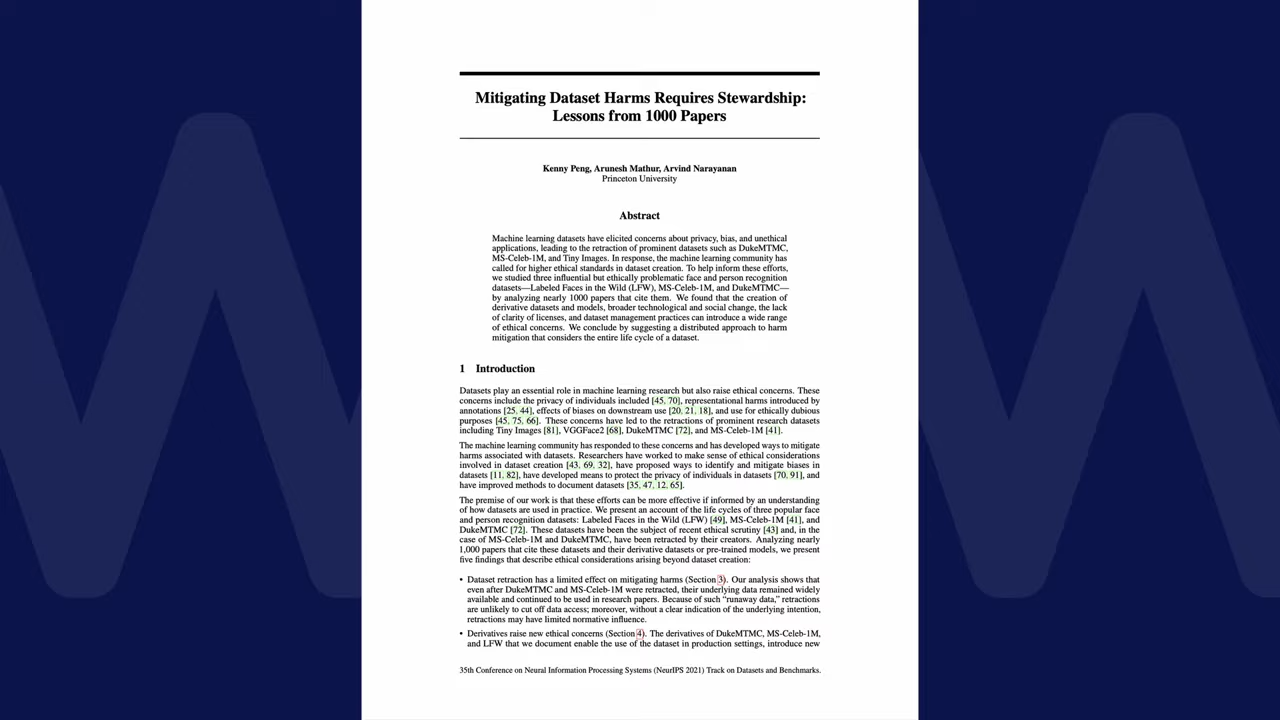 Mitigating Dataset Harms Requires Stewardship:
Lessons from 1000 Papers
Kenny Peng, Arunesh Mathur, Arvind Narayanan
Princeton University
Abstract
Machine learning datasets have elicited concerns about privacy, bias, and unethical
applications, leading to the retraction of prominent datasets such as DukeMTMC,
MS-Celeb-1M, and Tiny Images. In response, the machine learning community has
called for higher ethical standards in dataset creation. To help inform these efforts,
we studied three influential but ethically problematic face and person recognition
datasets—Labeled Faces in the Wild (LFW), MS-Celeb-1M, and DukeMTMC—
by analyzing nearly 1000 papers that cite them. We found that the creation of
derivative datasets and models, broader technological and social change, the lack
of clarity of licenses, and dataset management practices can introduce a wide range
of ethical concerns. We conclude by suggesting a distributed approach to harm
mitigation that considers the entire life cycle of a dataset.
1 Introduction
Datasets play an essential role in machine learning research but also raise ethical concerns. These
concerns include the privacy of individuals included [45, 70], representational harms introduced by
annotations [25, 44], effects of biases on downstream use [20, 21, 18], and use for ethically dubious
purposes [45, 75, 66]. These concerns have led to the retractions of prominent research datasets
including Tiny Images [81], VGGFace2 [68], DukeMTMC [72], and MS-Celeb-1M [41].
The machine learning community has responded to these concerns and has developed ways to mitigate
harms associated with datasets. Researchers have worked to make sense of ethical considerations
involved in dataset creation [43, 69, 32], have proposed ways to identify and mitigate biases in
datasets [11, 82], have developed means to protect the privacy of individuals in datasets [70, 91], and
have improved methods to document datasets [35, 47, 12, 65].
The premise of our work is that these efforts can be more effective if informed by an understanding
of how datasets are used in practice. We present an account of the life cycles of three popular face
and person recognition datasets: Labeled Faces in the Wild (LFW) [49], MS-Celeb-1M [41], and
DukeMTMC [72]. These datasets have been the subject of recent ethical scrutiny [43] and, in the
case of MS-Celeb-1M and DukeMTMC, have been retracted by their creators. Analyzing nearly
1,000 papers that cite these datasets and their derivative datasets or pre-trained models, we present
five findings that describe ethical considerations arising beyond dataset creation:
• Dataset retraction has a limited effect on mitigating harms (Section 3). Our analysis shows that
even after DukeMTMC and MS-Celeb-1M were retracted, their underlying data remained widely
available and continued to be used in research papers. Because of such “runaway data,” retractions
are unlikely to cut off data access; moreover, without a clear indication of the underlying intention,
retractions may have limited normative influence.
• Derivatives raise new ethical concerns (Section 4). The derivatives of DukeMTMC, MS-Celeb-1M,
and LFW that we document enable the use of the dataset in production settings, introduce new
35th Conference on Neural Information Processing Systems (NeurIPS 2021) Track on Datasets and Benchmarks.